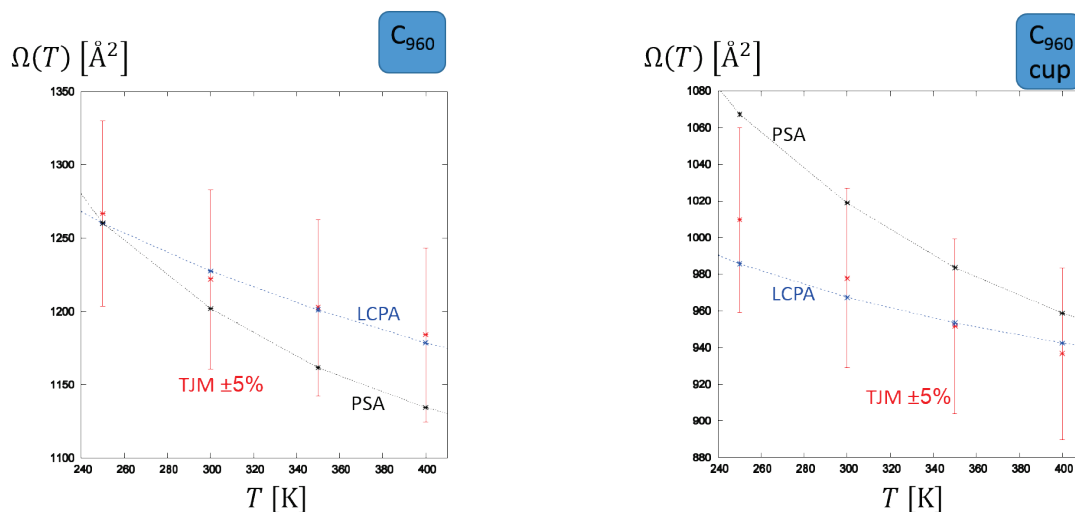 C960
Ω(T) [Å²]
1350
1300
1250
1200
1150
1100
240 260 280 300 320 340 360 380 400
LCPA
TJM ±5%
PSA
T [K]
C960
cup
Ω(T) [Å²]
1080
1060
1040
1020
1000
980
960
940
920
900
880
240 260 280 300 320 340 360 380 400
PSA
LCPA
TJM ±5%
T [K]